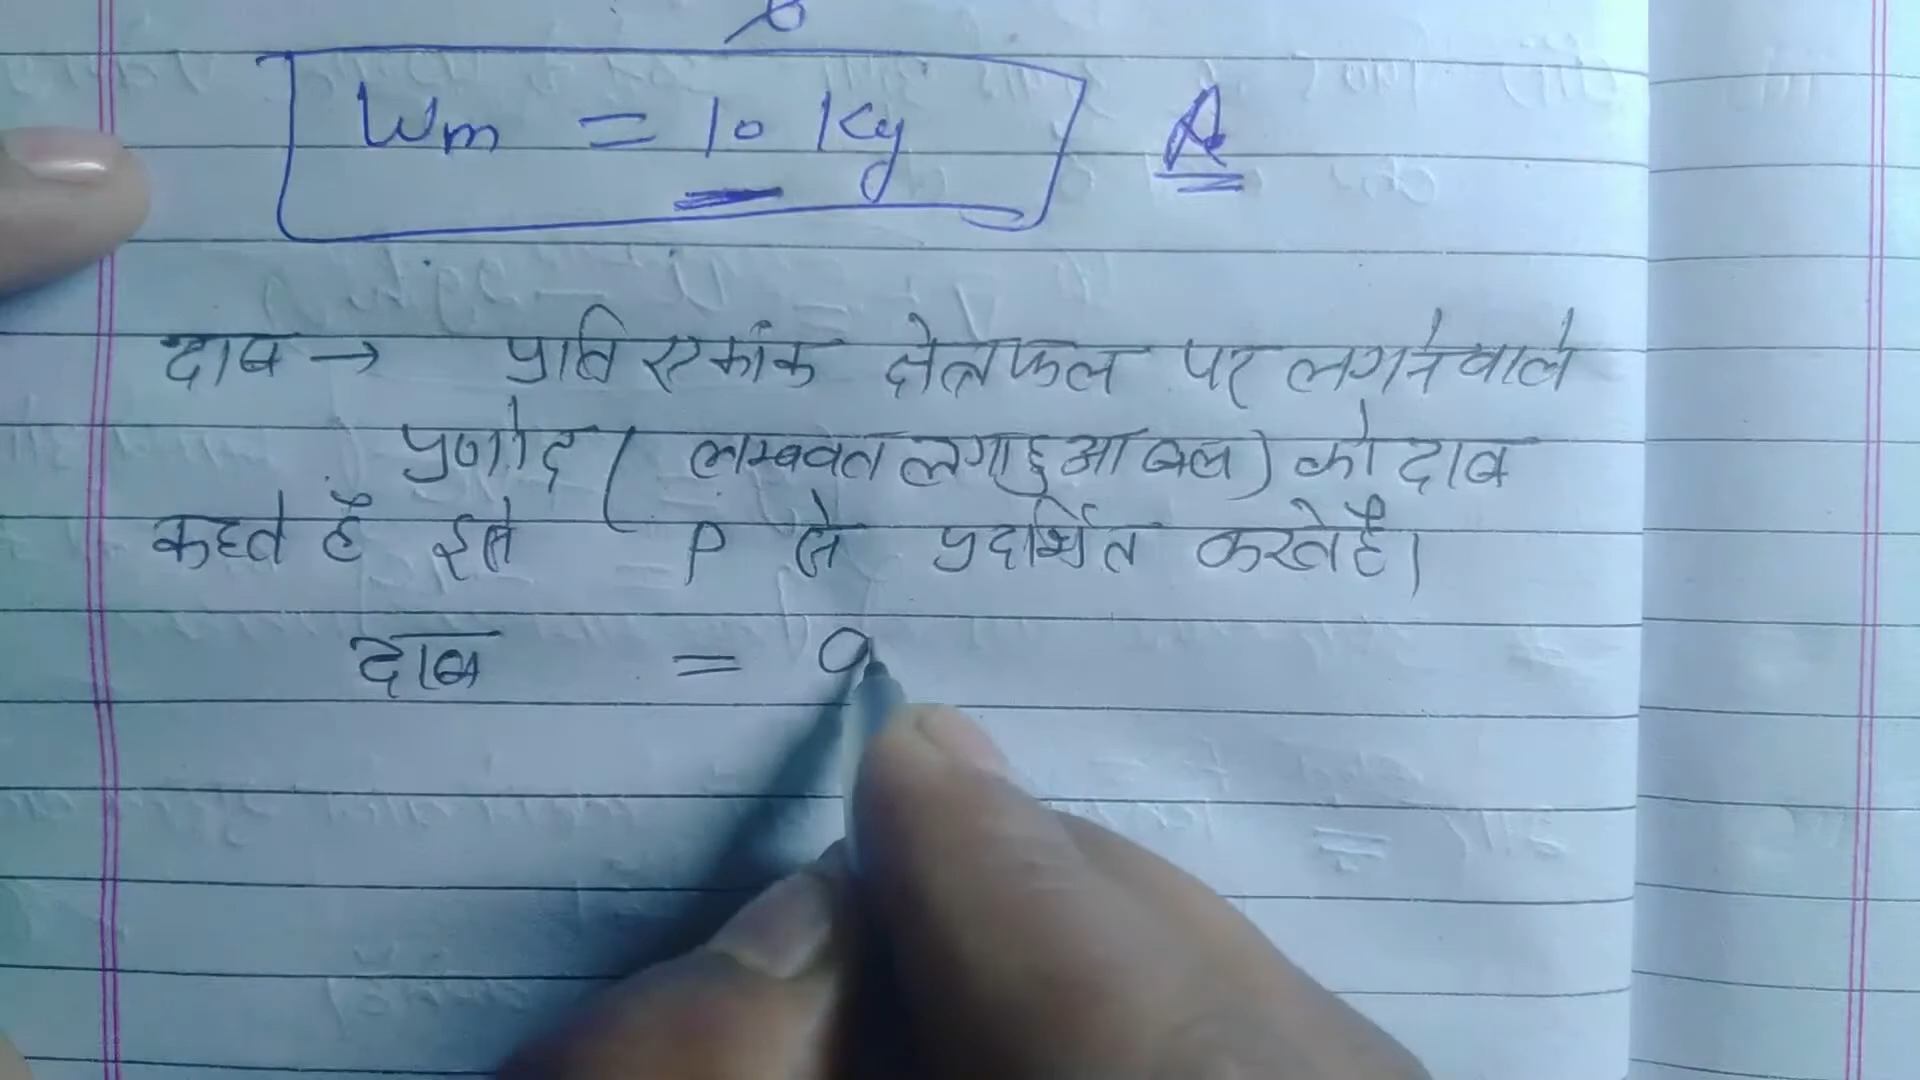 Wm = 10 Kg A
दाब → प्रति एकांक क्षेत्रफल पर लगने वाले
प्रणोद ( लम्बवत लगा हुआ बल) को दाब
कहते हैं इसे P से प्रदर्शित करते है।
दाब =